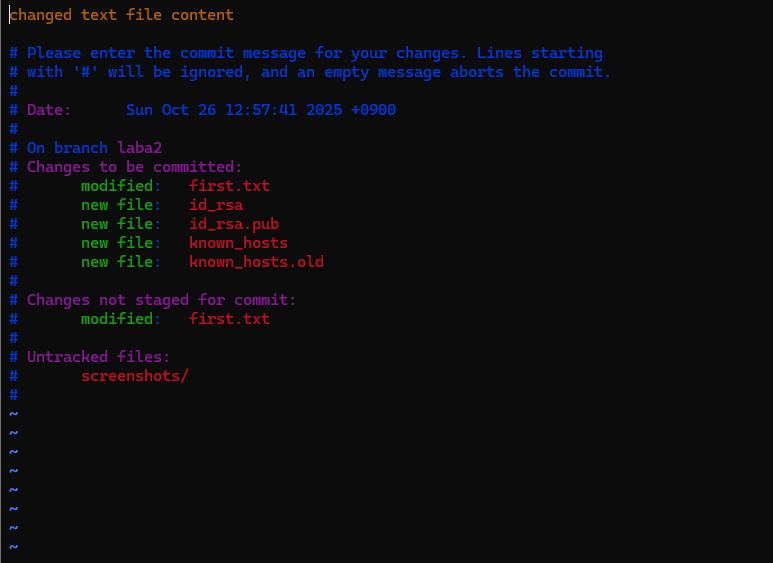 changed text file content
# Please enter the commit message for your changes. Lines starting
# with '#' will be ignored, and an empty message aborts the commit.
#
# Date:      Sun Oct 26 12:57:41 2025 +0900
#
# On branch laba2
# Changes to be committed:
#       modified:   first.txt
#       new file:   id_rsa
#       new file:   id_rsa.pub
#       new file:   known_hosts
#       new file:   known_hosts.old
#
# Changes not staged for commit:
#       modified:   first.txt
#
# Untracked files:
#       screenshots/
#
~
~
~
~
~
~
~
~